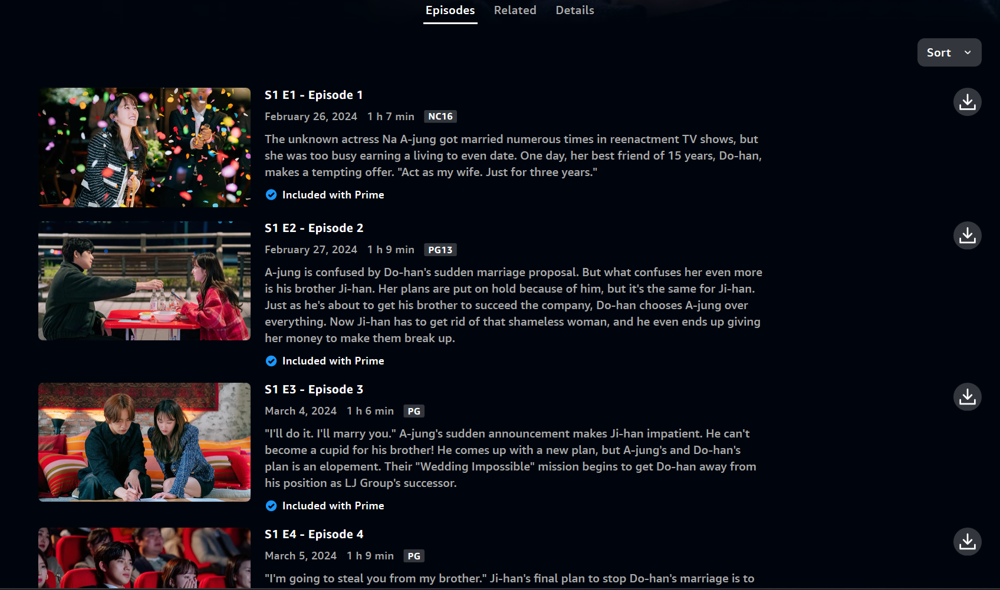 Episodes Related Details
Sort
S1 E1 - Episode 1
February 26, 2024 1 h 7 min NC16
The unknown actress Na A-jung got married numerous times in reenactment TV shows, but
she was too busy earning a living to even date. One day, her best friend of 15 years, Do-han,
makes a tempting offer. "Act as my wife. Just for three years."
Included with Prime
S1 E2 - Episode 2
February 27, 2024 1 h 9 min PG13
A-jung is confused by Do-han's sudden marriage proposal. But what confuses her even more
is his brother Ji-han. Her plans are put on hold because of him, but it's the same for Ji-han.
Just as he's about to get his brother to succeed the company, Do-han chooses A-jung over
everything. Now Ji-han has to get rid of that shameless woman, and he even ends up giving
her money to make them break up.
Included with Prime
S1 E3 - Episode 3
March 4, 2024 1 h 6 min PG
"I'll do it. I'll marry you." A-jung's sudden announcement makes Ji-han impatient. He can't
become a cupid for his brother! He comes up with a new plan, but A-jung's and Do-han's
plan is an elopement. Their "Wedding Impossible" mission begins to get Do-han away from
his position as LJ Group's successor.
Included with Prime
S1 E4 - Episode 4
March 5, 2024 1 h 9 min PG
"I'm going to steal you from my brother." Ji-han's final plan to stop Do-han's marriage is to